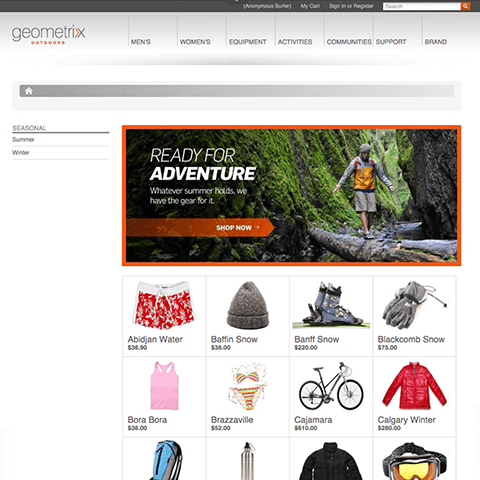 (Anonymous Surfer) My Cart Sign In or Register Search
geometrixx
OUTDOORS
MEN'S WOMEN'S EQUIPMENT ACTIVITIES COMMUNITIES SUPPORT BRAND
SEASONAL
Summer
Winter
READY FOR
ADVENTURE
Whatever summer holds, we
have the gear for it.
SHOP NOW
Abidjan Water Baffin Snow Banff Snow Blackcomb Snow
$38.90 $38.00 $220.00 $75.00
Bora Bora Brazzaville Cajamara Calgary Winter
$38.00 $52.00 $610.00 $280.00